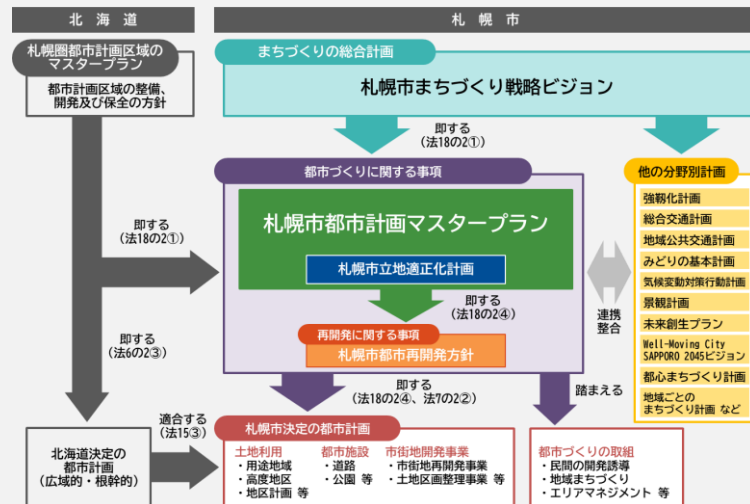 北海道
札幌市
札幌圏都市計画区域の
マスタープラン
都市計画区域の整備、
開発及び保全の方針
まちづくりの総合計画
札幌市まちづくり戦略ビジョン
即する
（法18の2①）
都市づくりに関する事項
札幌市都市計画マスタープラン
札幌市立地適正化計画
即する
（法18の2④）
再開発に関する事項
札幌市都市再開発方針
即する
（法18の2①）
即する
（法6の2③）
連携
整合
他の分野別計画
強靱化計画
総合交通計画
地域公共交通計画
みどりの基本計画
気候変動対策行動計画
景観計画
未来創生プラン
Well-Moving City
SAPPORO 2045ビジョン
都心まちづくり計画
地域ごとの
まちづくり計画 など
即する
（法18の2④、法7の2②）
踏まえる
適合する
（法15③）
北海道決定の
都市計画
（広域的・根幹的）
札幌市決定の都市計画
土地利用
・用途地域
・高度地区
・地区計画 等
都市施設
・道路
・公園 等
市街地開発事業
・市街地再開発事業
・土地区画整理事業 等
都市づくりの取組
・民間の開発誘導
・地域まちづくり
・エリアマネジメント 等